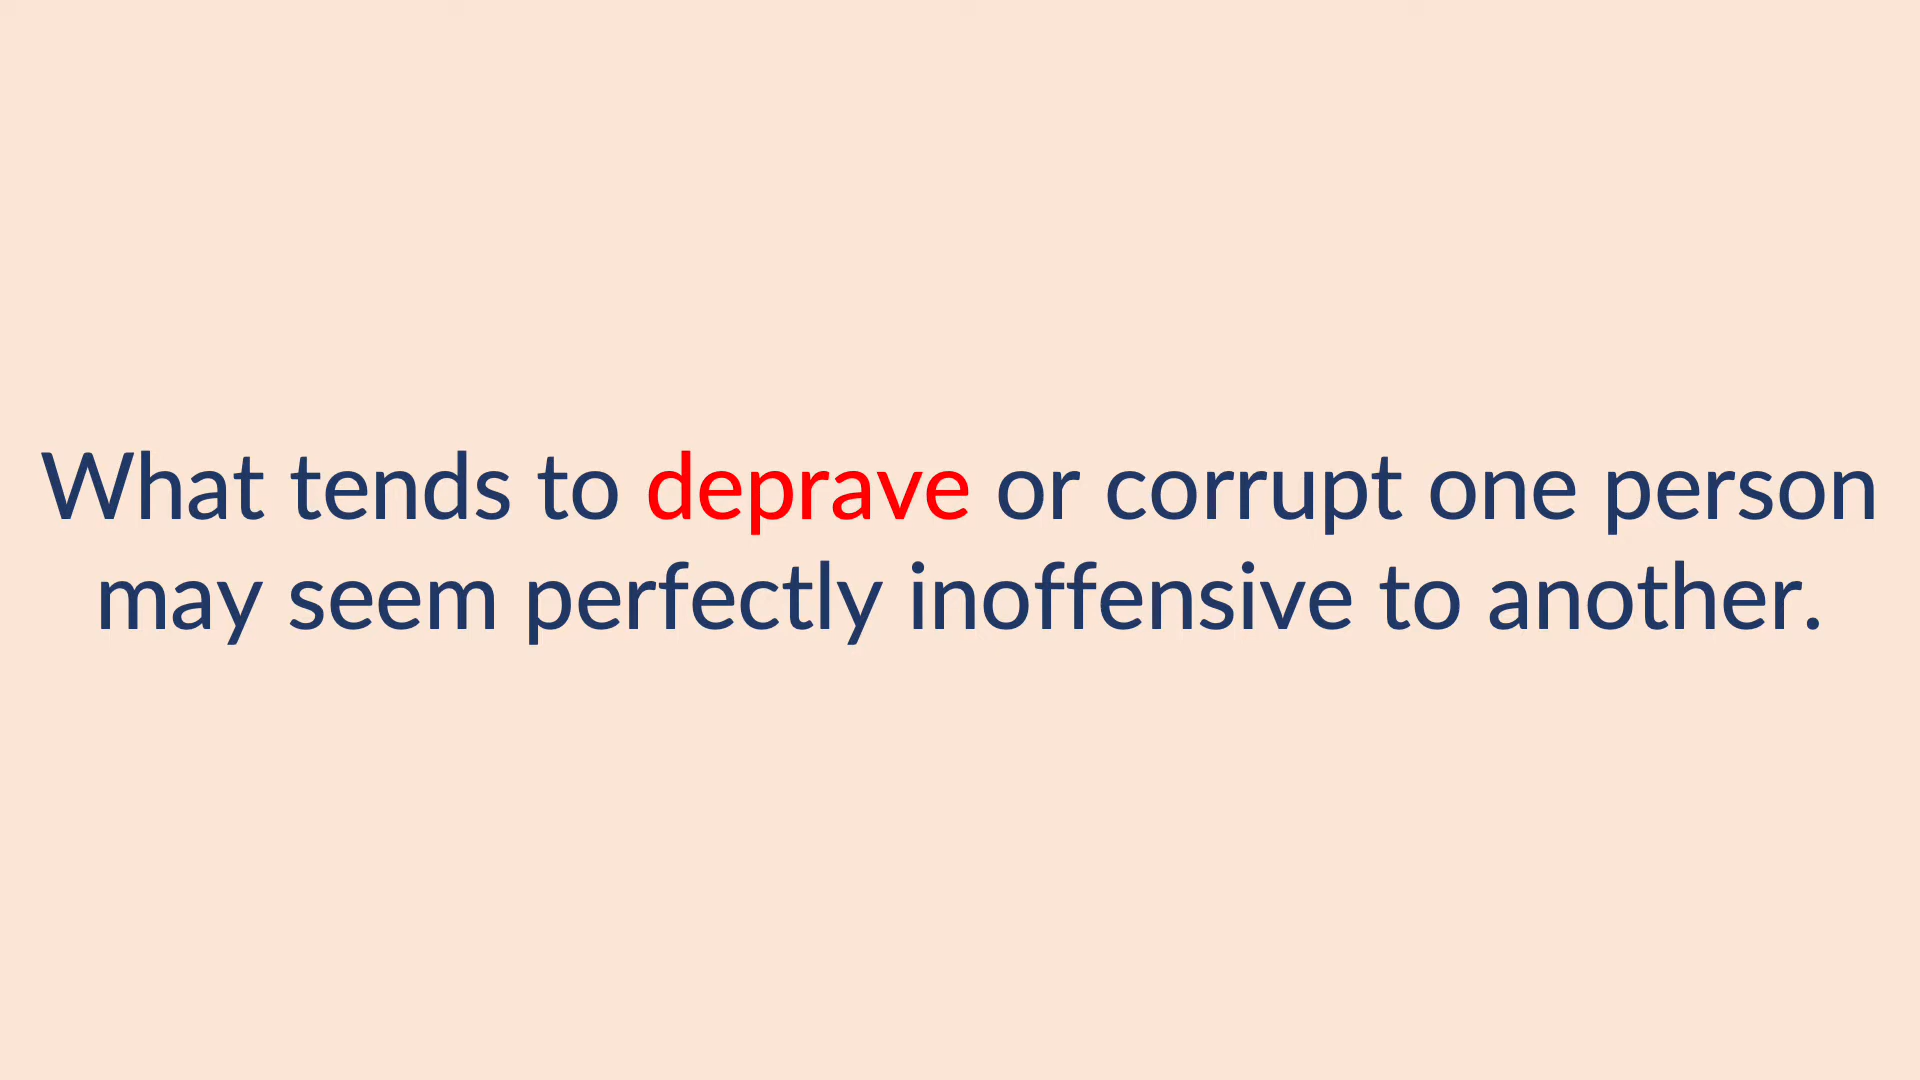 What tends to deprave or corrupt one person
may seem perfectly inoffensive to another.